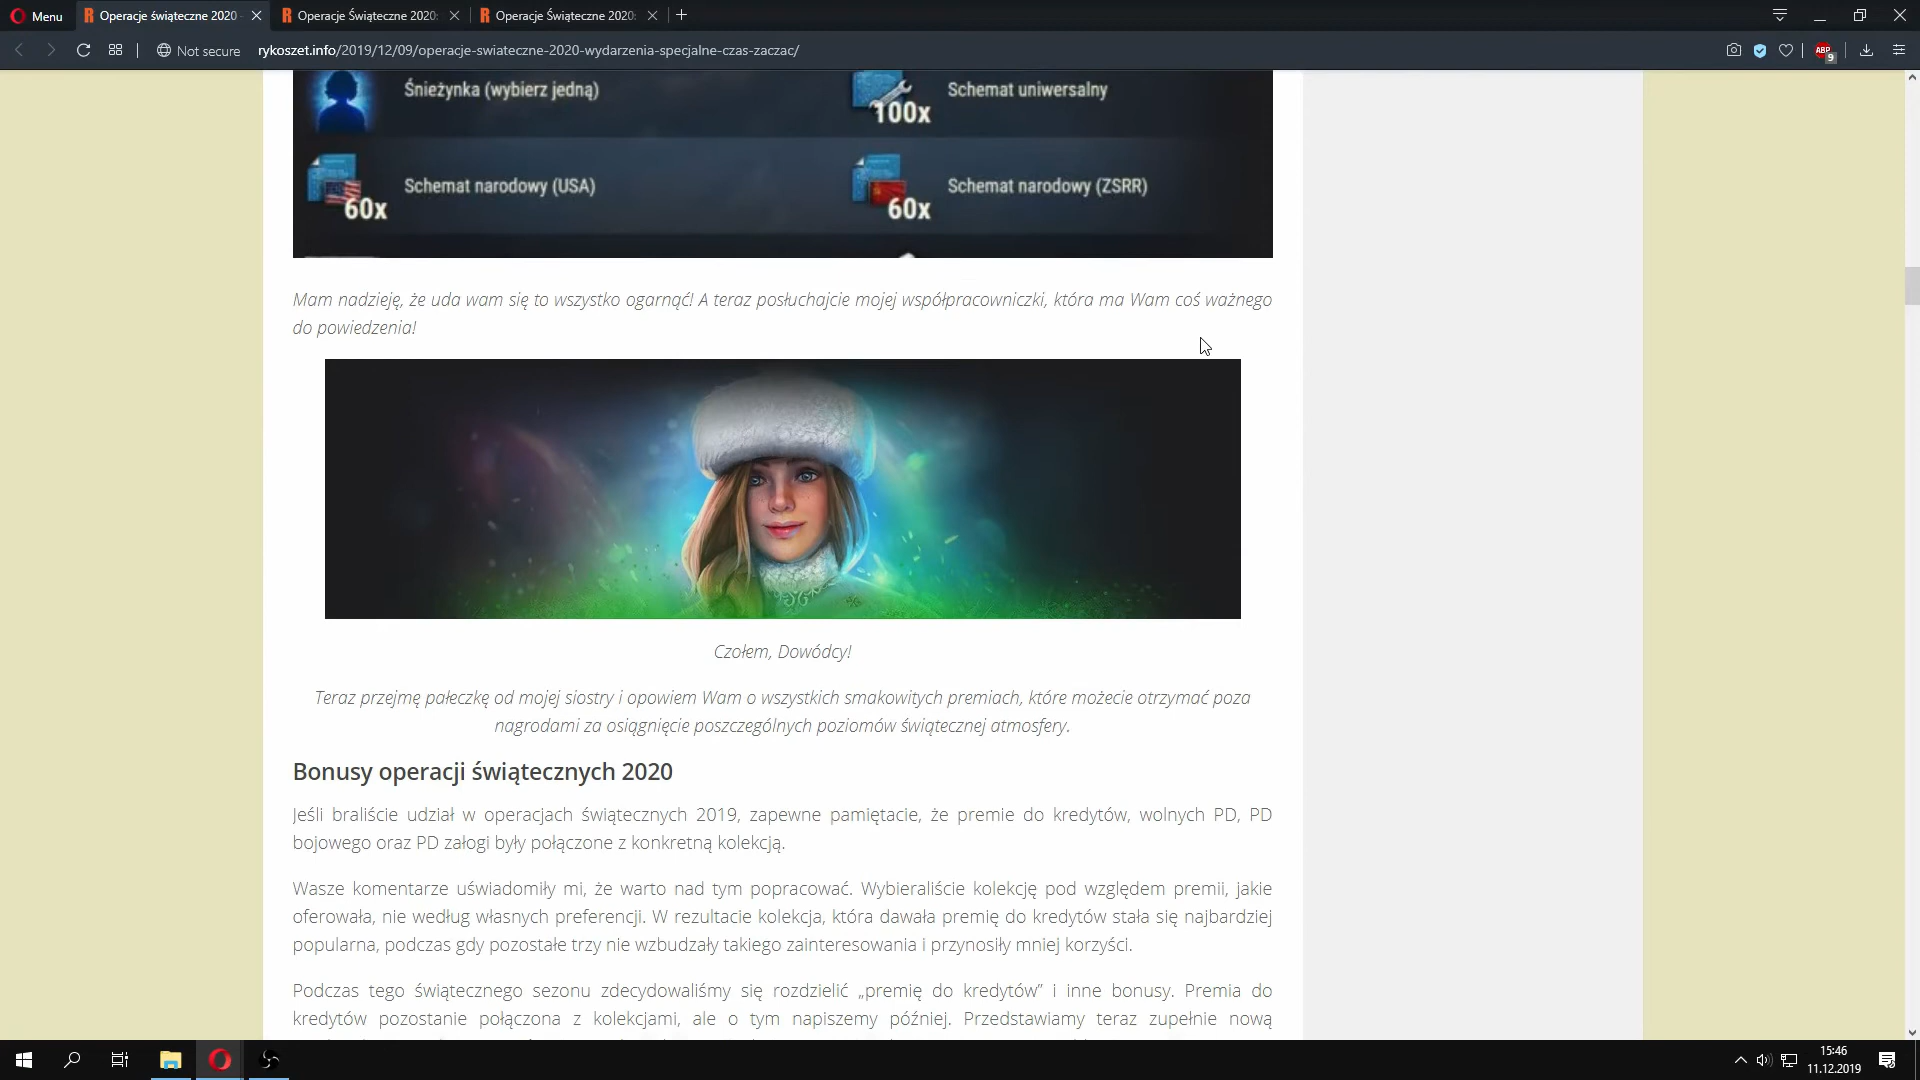 Menu
Operacje świąteczne 2020 -
Operacje Świąteczne 2020:
Operacje Świąteczne 2020:
Not secure
rykoszet.info/2019/12/09/operacje-swiateczne-2020-wydarzenia-specjalne-czas-zaczac/
ABP
9
Śnieżynka (wybierz jedną)
100x
Schemat uniwersalny
60x
Schemat narodowy (USA)
60x
Schemat narodowy (ZSRR)
Mam nadzieję, że uda wam się to wszystko ogarnąć! A teraz posłuchajcie mojej współpracowniczki, która ma Wam coś ważnego
do powiedzenia!
Czołem, Dowódcy!
Teraz przejmę pałeczkę od mojej siostry i opowiem Wam o wszystkich smakowitych premiach, które możecie otrzymać poza
nagrodami za osiągnięcie poszczególnych poziomów świątecznej atmosfery.
Bonusy operacji świątecznych 2020
Jeśli braliście udział w operacjach świątecznych 2019, zapewne pamiętacie, że premie do kredytów, wolnych PD, PD
bojowego oraz PD załogi były połączone z konkretną kolekcją.
Wasze komentarze uświadomiły mi, że warto nad tym popracować. Wybieraliście kolekcję pod względem premii, jakie
oferowała, nie według własnych preferencji. W rezultacie kolekcja, która dawała premię do kredytów stała się najbardziej
popularna, podczas gdy pozostałe trzy nie wzbudzały takiego zainteresowania i przynosiły mniej korzyści.
Podczas tego świątecznego sezonu zdecydowaliśmy się rozdzielić „premię do kredytów” i inne bonusy. Premia do
kredytów pozostanie połączona z kolekcjami, ale o tym napiszemy później. Przedstawiamy teraz zupełnie nową
15:46
11.12.2019